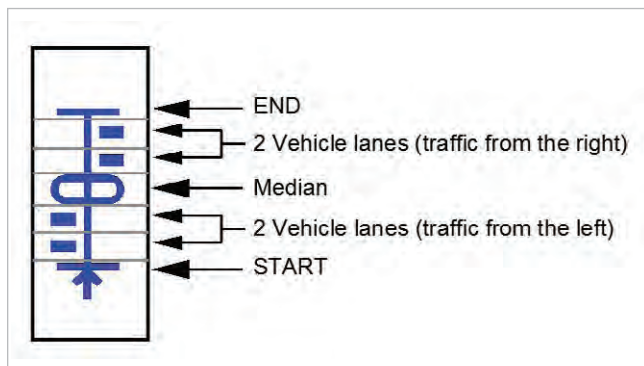 END
2 Vehicle lanes (traffic from the right)
Median
2 Vehicle lanes (traffic from the left)
START